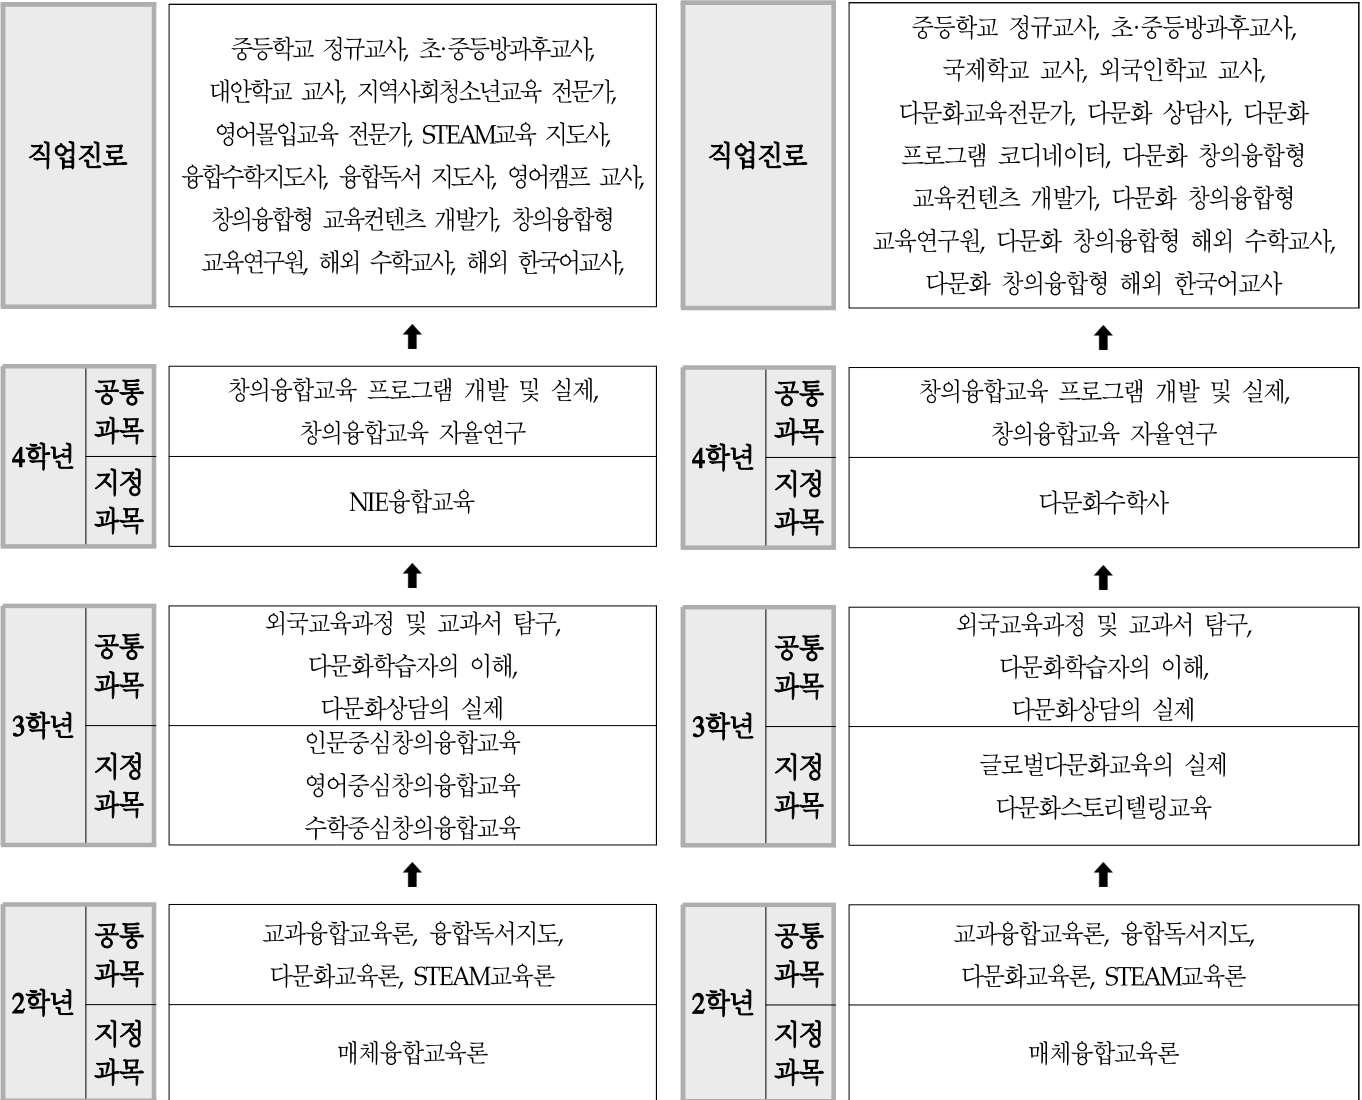 직업진로
중등학교 정규교사, 초·중등방과후교사,
대안학교 교사, 지역사회청소년교육 전문가,
영어몰입교육 전문가, STEAM교육 지도사,
융합수학지도사, 융합독서 지도사, 영어캠프 교사,
창의융합형 교육컨텐츠 개발가, 창의융합형
교육연구원, 해외 수학교사, 해외 한국어교사,
4학년
공통
과목
창의융합교육 프로그램 개발 및 실제,
창의융합교육 자율연구
지정
과목
NIE융합교육
3학년
공통
과목
외국교육과정 및 교과서 탐구,
다문화학습자의 이해,
다문화상담의 실제
지정
과목
인문중심창의융합교육
영어중심창의융합교육
수학중심창의융합교육
2학년
공통
과목
교과융합교육론, 융합독서지도,
다문화교육론, STEAM교육론
지정
과목
매체융합교육론
직업진로
중등학교 정규교사, 초·중등방과후교사,
국제학교 교사, 외국인학교 교사,
다문화교육전문가, 다문화 상담사, 다문화
프로그램 코디네이터, 다문화 창의융합형
교육컨텐츠 개발가, 다문화 창의융합형
교육연구원, 다문화 창의융합형 해외 수학교사,
다문화 창의융합형 해외 한국어교사
4학년
공통
과목
창의융합교육 프로그램 개발 및 실제,
창의융합교육 자율연구
지정
과목
다문화수학사
3학년
공통
과목
외국교육과정 및 교과서 탐구,
다문화학습자의 이해,
다문화상담의 실제
지정
과목
글로벌다문화교육의 실제
다문화스토리텔링교육
2학년
공통
과목
교과융합교육론, 융합독서지도,
다문화교육론, STEAM교육론
지정
과목
매체융합교육론